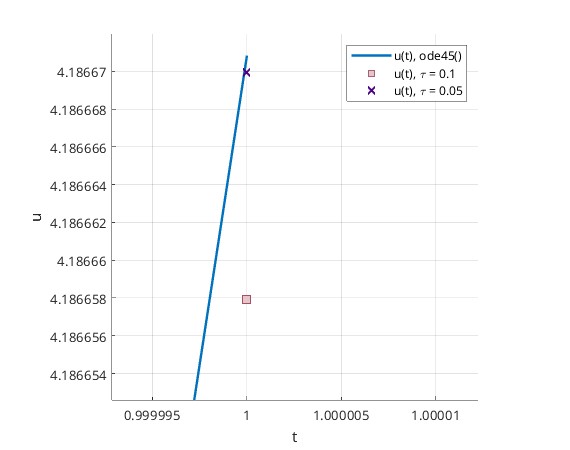 u(t), ode45()
u(t), τ = 0.1
u(t), τ = 0.05
4.18667
4.186668
4.186666
4.186664
4.186662
4.18666
4.186658
4.186656
4.186654
u
0.999995 1 1.000005 1.00001
t